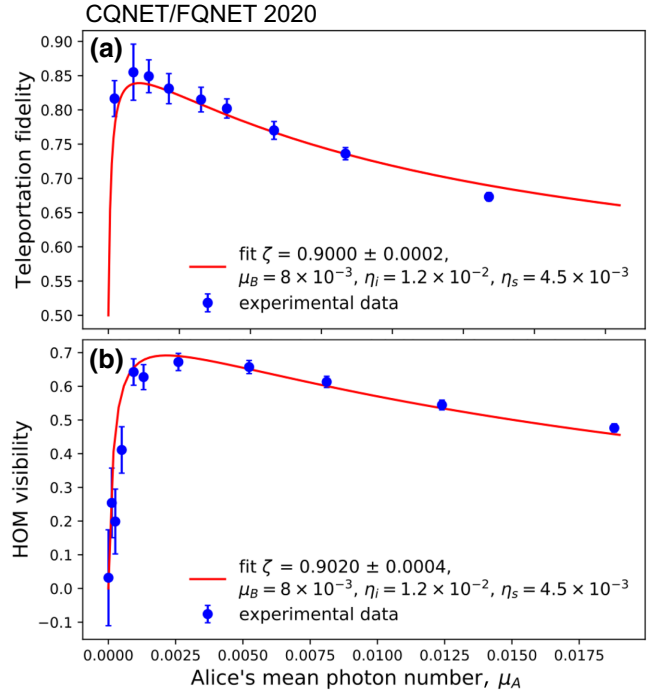 CQNET/FQNET 2020
(a)
0.90
0.85
0.80
0.75
0.70
0.65
0.60
0.55
0.50
Teleportation fidelity
fit ζ = 0.9000 ± 0.0002,
μ_B = 8 × 10⁻³, η_i = 1.2 × 10⁻², η_s = 4.5 × 10⁻³
experimental data
(b)
0.7
0.6
0.5
0.4
0.3
0.2
0.1
0.0
−0.1
HOM visibility
fit ζ = 0.9020 ± 0.0004,
μ_B = 8 × 10⁻³, η_i = 1.2 × 10⁻², η_s = 4.5 × 10⁻³
experimental data
0.0000 0.0025 0.0050 0.0075 0.0100 0.0125 0.0150 0.0175
Alice's mean photon number, μ_A